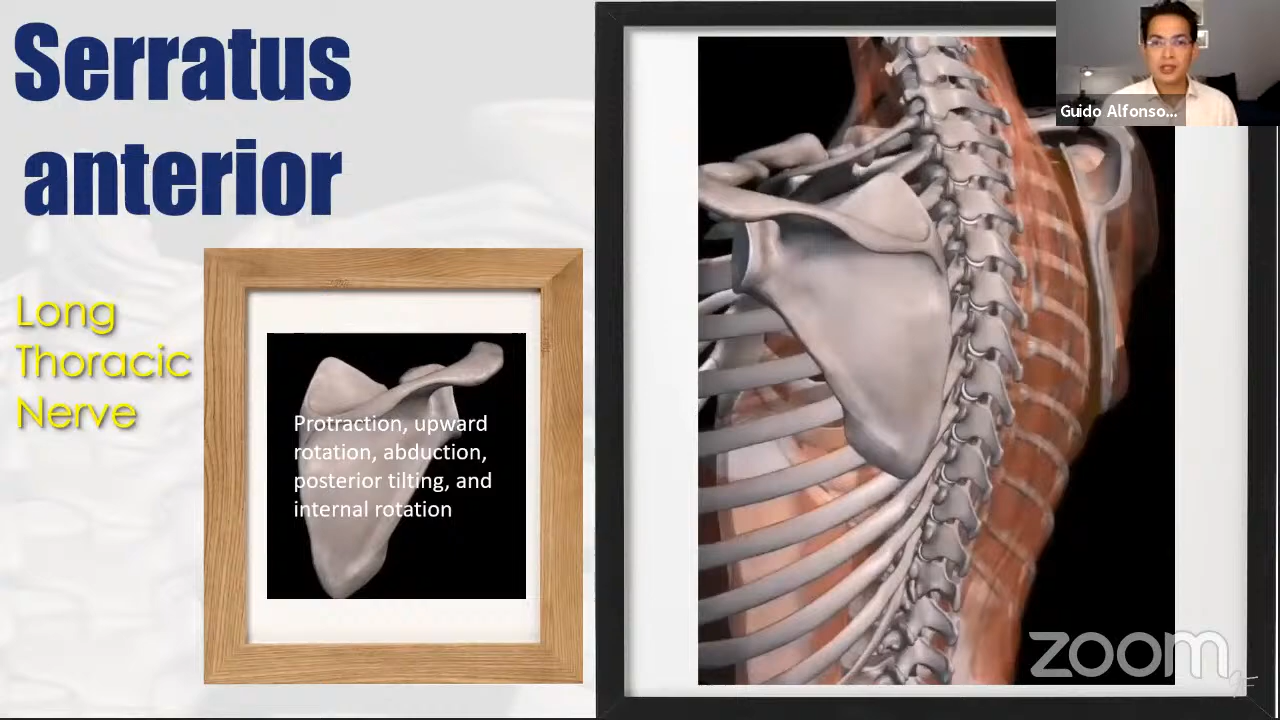 Serratus
anterior
Long
Thoracic
Nerve
Protraction, upward
rotation, abduction,
posterior tilting, and
internal rotation
Guido Alfonso...
zoom